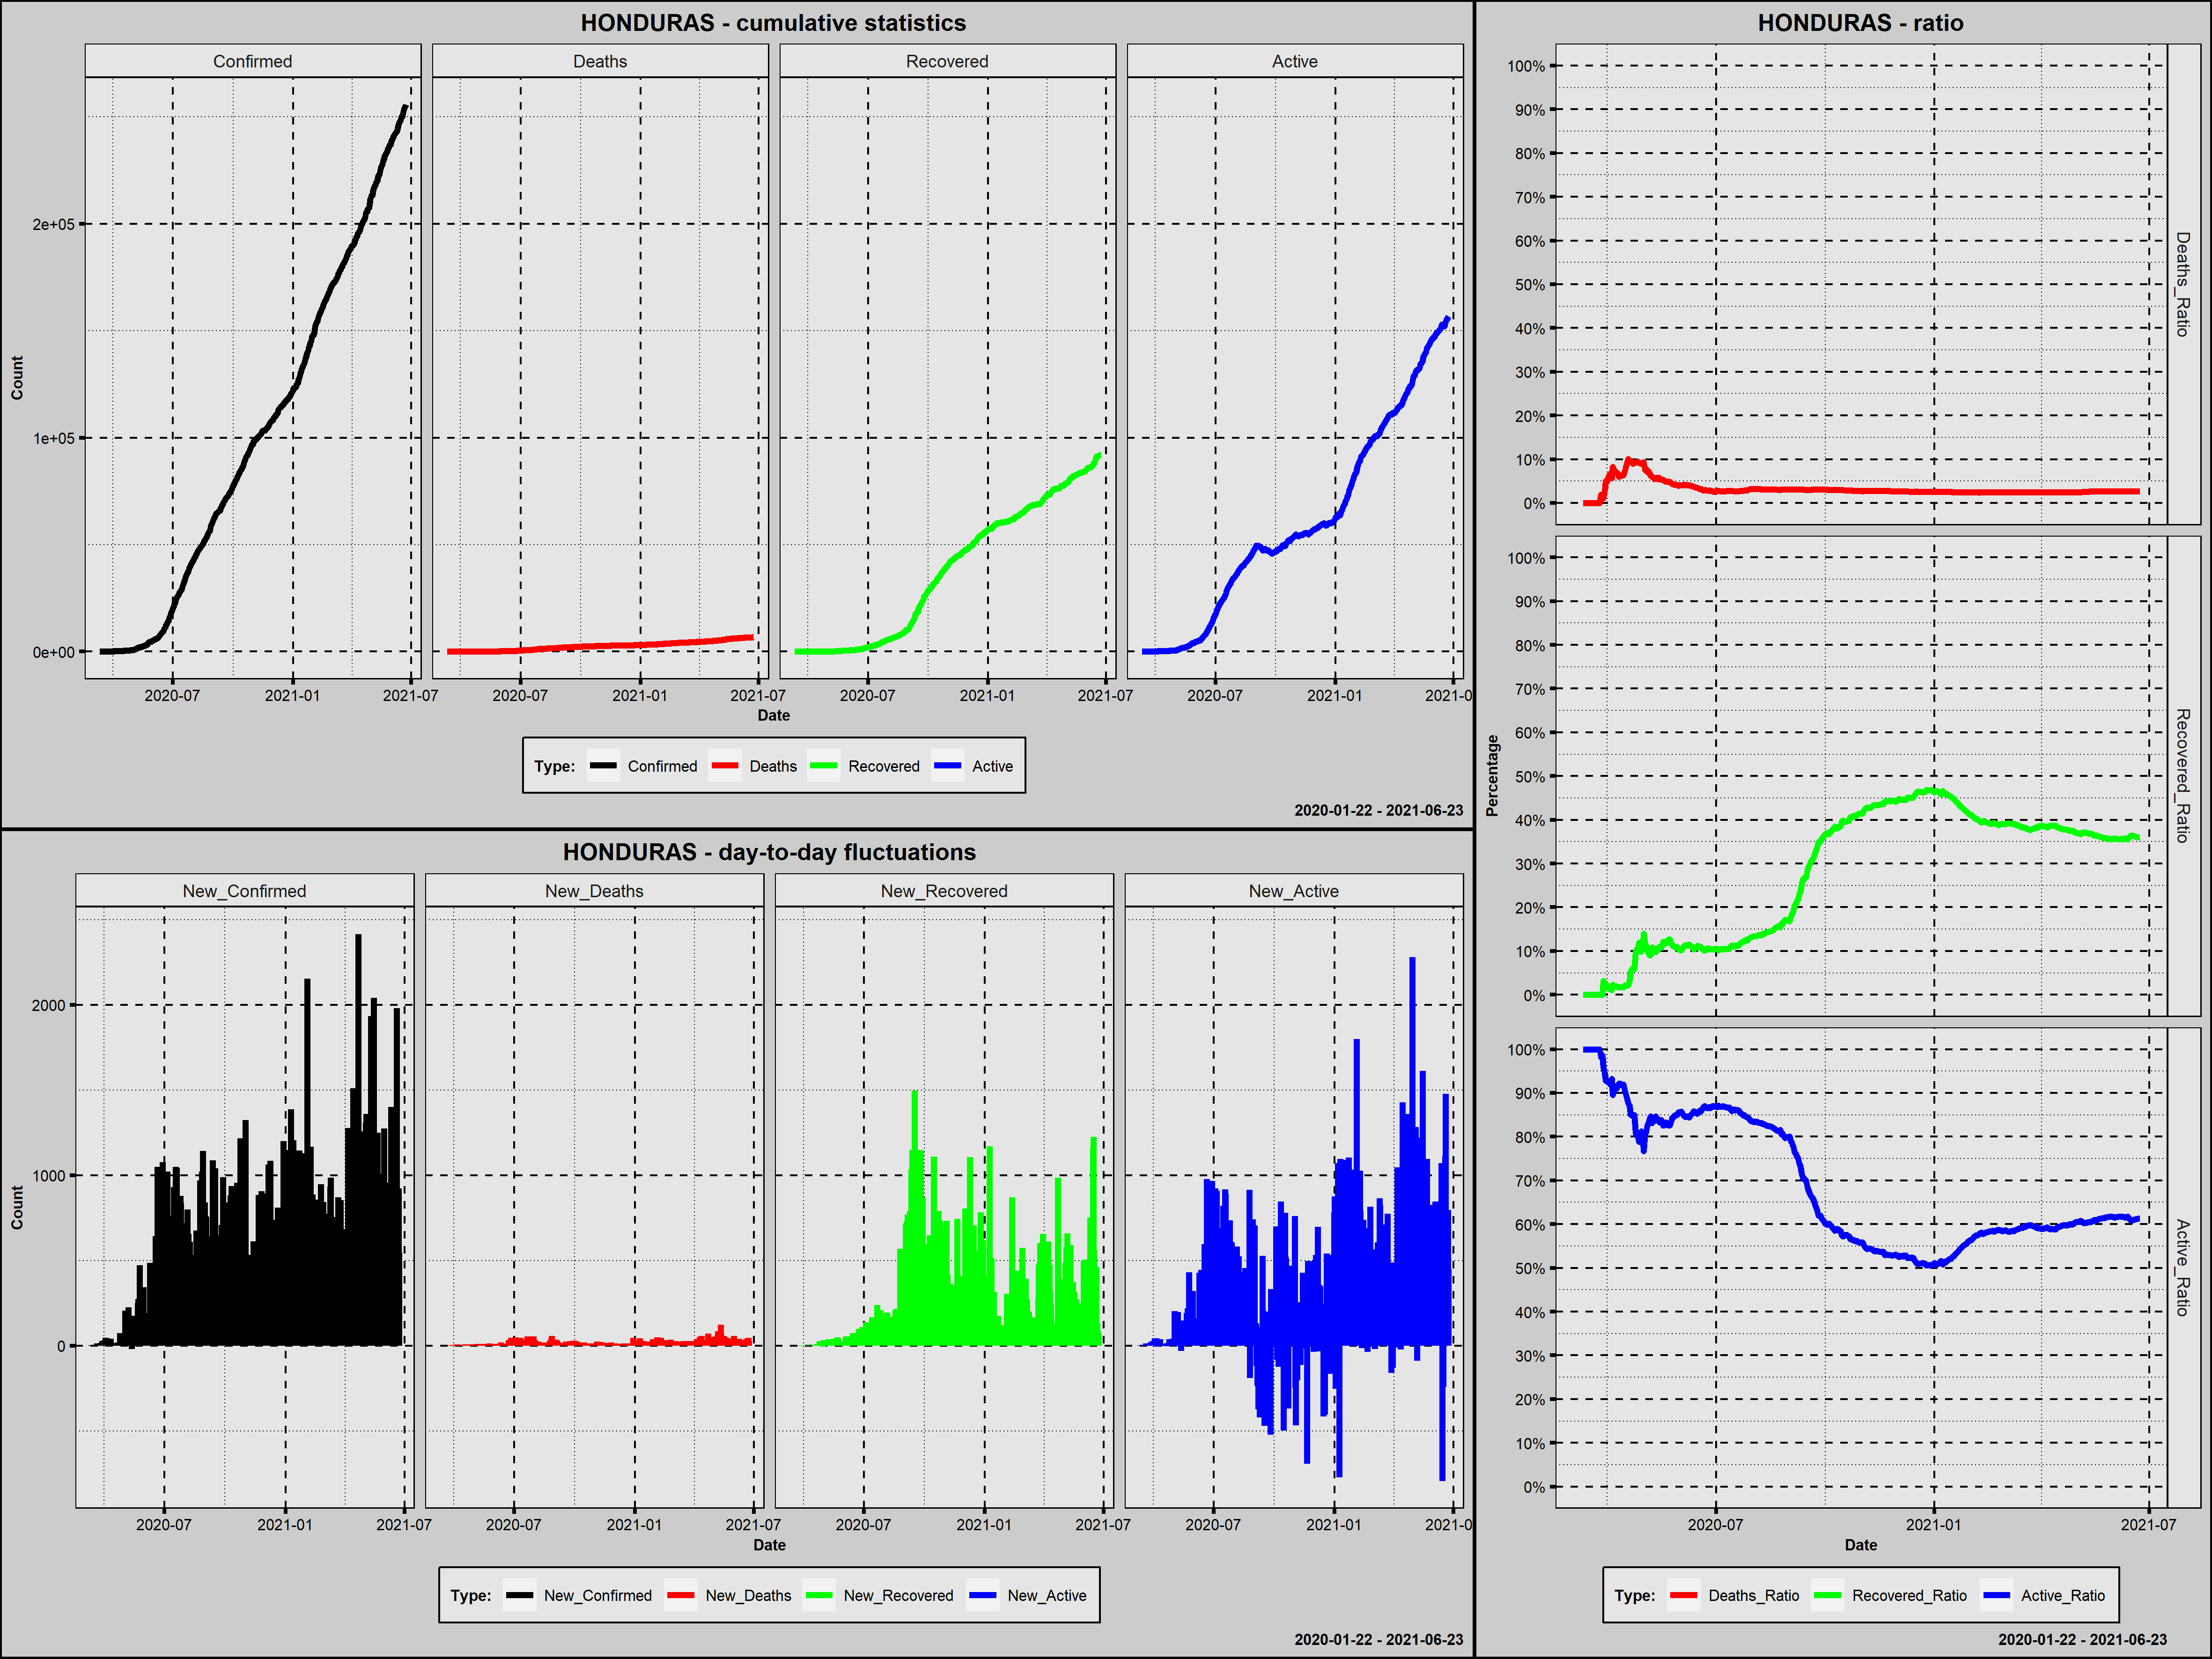 HONDURAS - cumulative statistics
Confirmed Deaths Recovered Active
Count
2e+05
1e+05
0e+00
2020-07 2021-01 2021-07 2020-07 2021-01 2021-07 2020-07 2021-01 2021-07 2020-07 2021-01 2021-0
Date
Type: Confirmed Deaths Recovered Active
2020-01-22 - 2021-06-23
HONDURAS - day-to-day fluctuations
New_Confirmed New_Deaths New_Recovered New_Active
Count
2000
1000
0
2020-07 2021-01 2021-07 2020-07 2021-01 2021-07 2020-07 2021-01 2021-07 2020-07 2021-01 2021-0
Date
Type: New_Confirmed New_Deaths New_Recovered New_Active
2020-01-22 - 2021-06-23
HONDURAS - ratio
Percentage
100%
90%
80%
70%
60%
50%
40%
30%
20%
10%
0%
Deaths_Ratio
100%
90%
80%
70%
60%
50%
40%
30%
20%
10%
0%
Recovered_Ratio
100%
90%
80%
70%
60%
50%
40%
30%
20%
10%
0%
Active_Ratio
2020-07 2021-01 2021-07
Date
Type: Deaths_Ratio Recovered_Ratio Active_Ratio
2020-01-22 - 2021-06-23